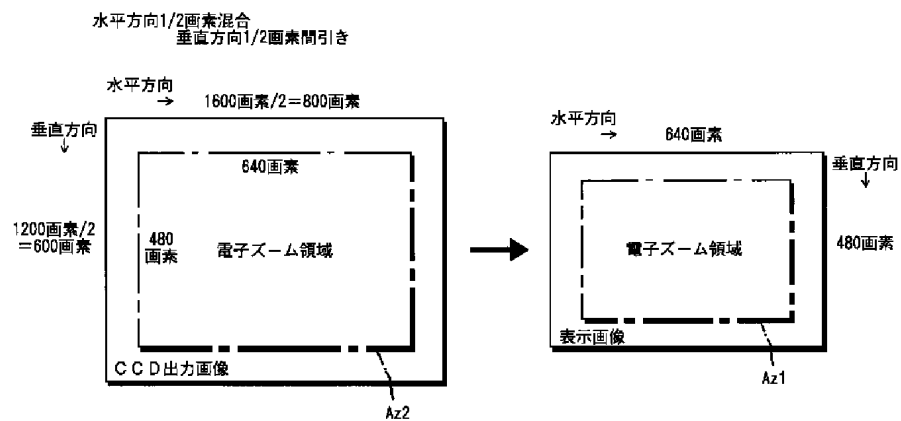 水平方向1/2画素混合
垂直方向1/2画素間引き
水平方向
→
1600画素/2=800画素
垂直方向
↓
640画素
1200画素/2
=600画素
480
画素
電子ズーム領域
CCD出力画像
Az2
水平方向
→
640画素
垂直方向
↓
480画素
電子ズーム領域
表示画像
Az1